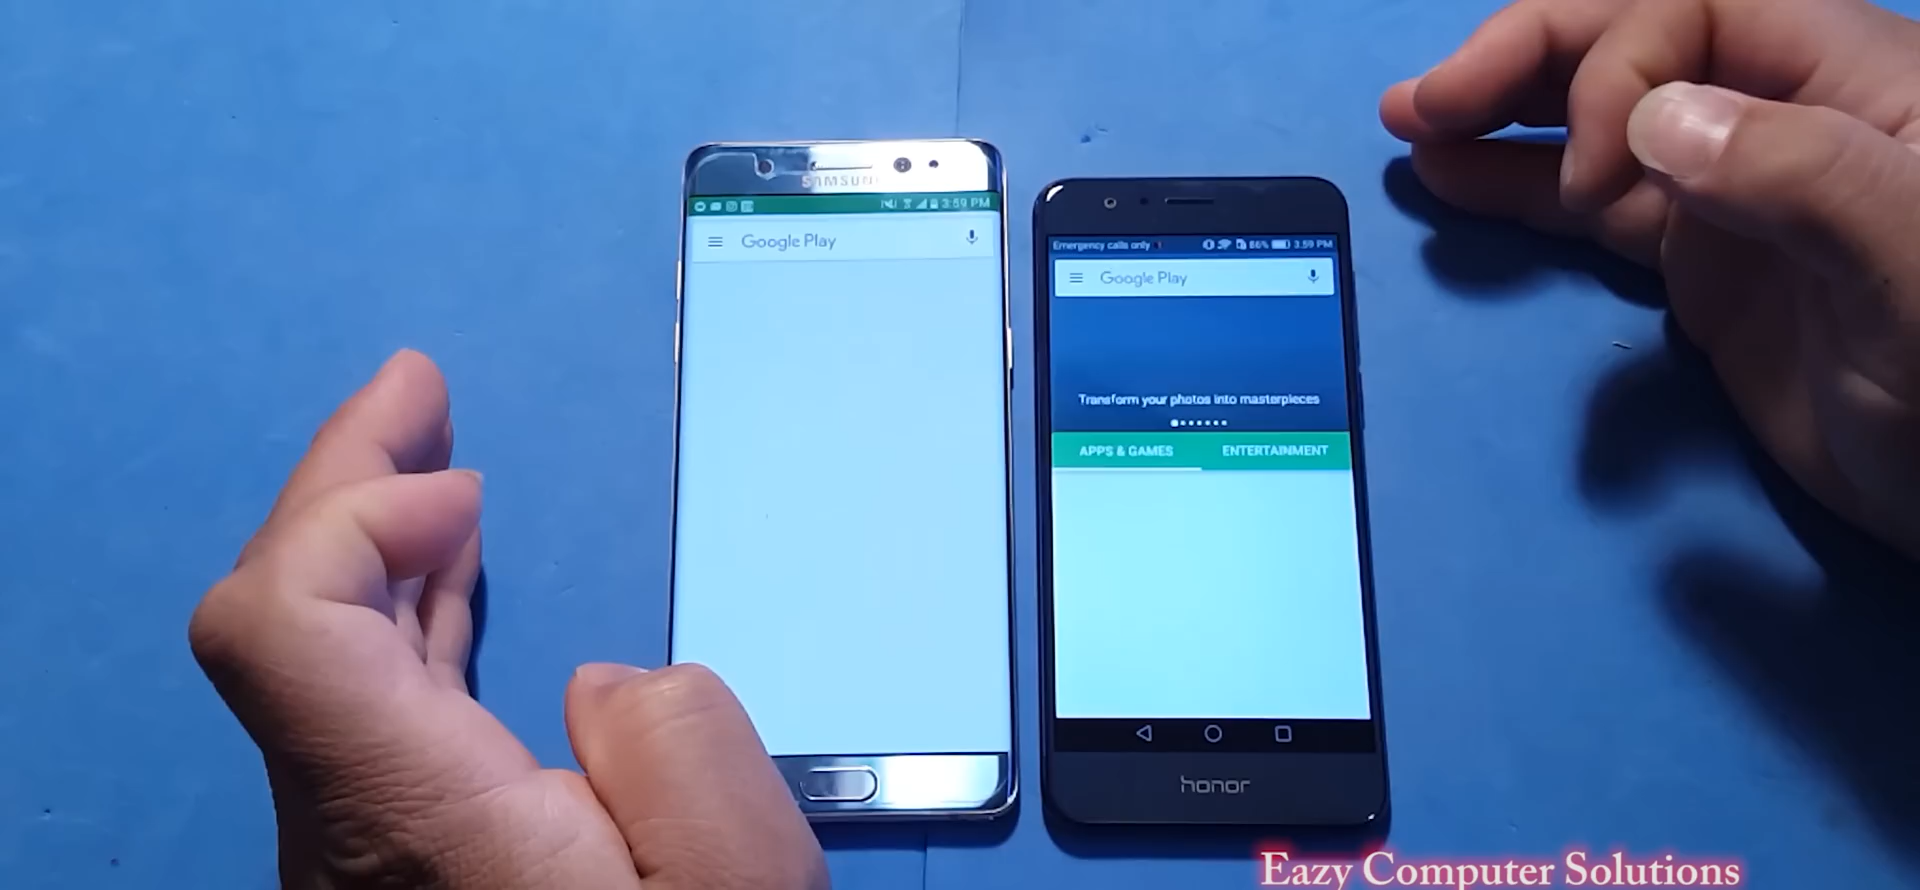 SAMSUNG
3:59 PM
Google Play
Emergency calls only
86% 3:59 PM
Google Play
Transform your photos into masterpieces
APPS & GAMES ENTERTAINMENT
honor
Eazy Computer Solutions